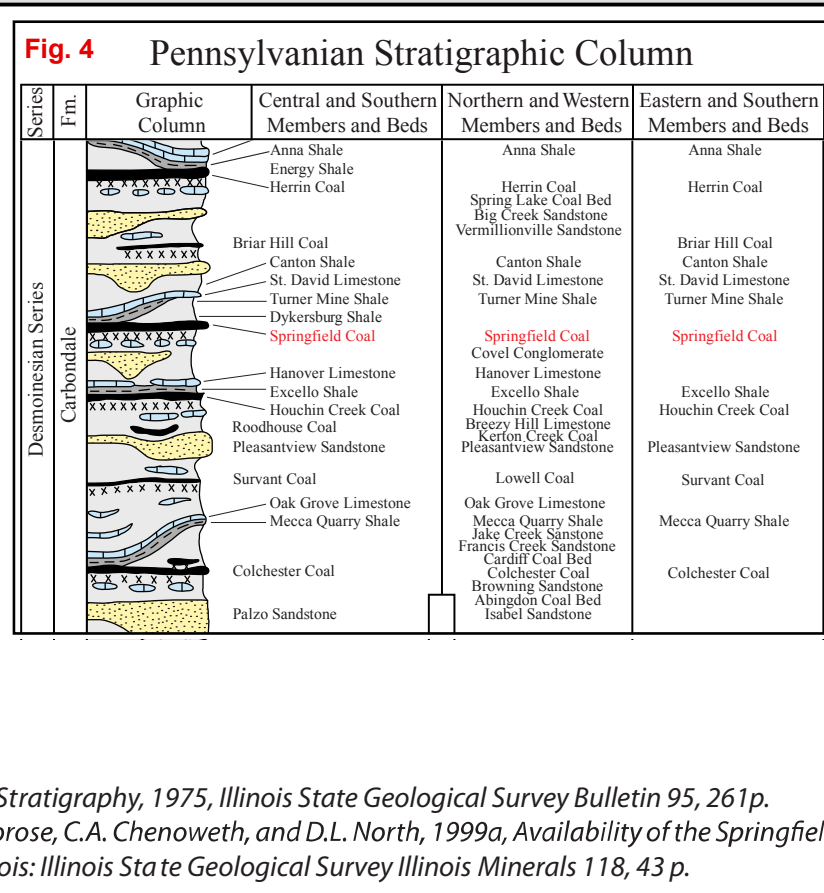 Fig. 4 Pennsylvanian Stratigraphic Column
Series
Fm.
Graphic Column
Central and Southern Members and Beds
Northern and Western Members and Beds
Eastern and Southern Members and Beds
Desmoinesian Series
Carbondale
Anna Shale
Energy Shale
Herrin Coal
Briar Hill Coal
Canton Shale
St. David Limestone
Turner Mine Shale
Dykersburg Shale
Springfield Coal
Hanover Limestone
Excello Shale
Houchin Creek Coal
Roodhouse Coal
Pleasantview Sandstone
Survant Coal
Oak Grove Limestone
Mecca Quarry Shale
Colchester Coal
Palzo Sandstone
Anna Shale
Herrin Coal
Spring Lake Coal Bed
Big Creek Sandstone
Vermillionville Sandstone
Canton Shale
St. David Limestone
Turner Mine Shale
Springfield Coal
Covel Conglomerate
Hanover Limestone
Excello Shale
Houchin Creek Coal
Breezy Hill Limestone
Kerton Creek Coal
Pleasantview Sandstone
Lowell Coal
Oak Grove Limestone
Mecca Quarry Shale
Jake Creek Sanstone
Francis Creek Sandstone
Cardiff Coal Bed
Colchester Coal
Browning Sandstone
Abingdon Coal Bed
Isabel Sandstone
Anna Shale
Herrin Coal
Briar Hill Coal
Canton Shale
St. David Limestone
Turner Mine Shale
Springfield Coal
Excello Shale
Houchin Creek Coal
Pleasantview Sandstone
Survant Coal
Mecca Quarry Shale
Colchester Coal
Stratigraphy, 1975, Illinois State Geological Survey Bulletin 95, 261p.
brose, C.A. Chenoweth, and D.L. North, 1999a, Availability of the Springfiel
ois: Illinois State Geological Survey Illinois Minerals 118, 43 p.